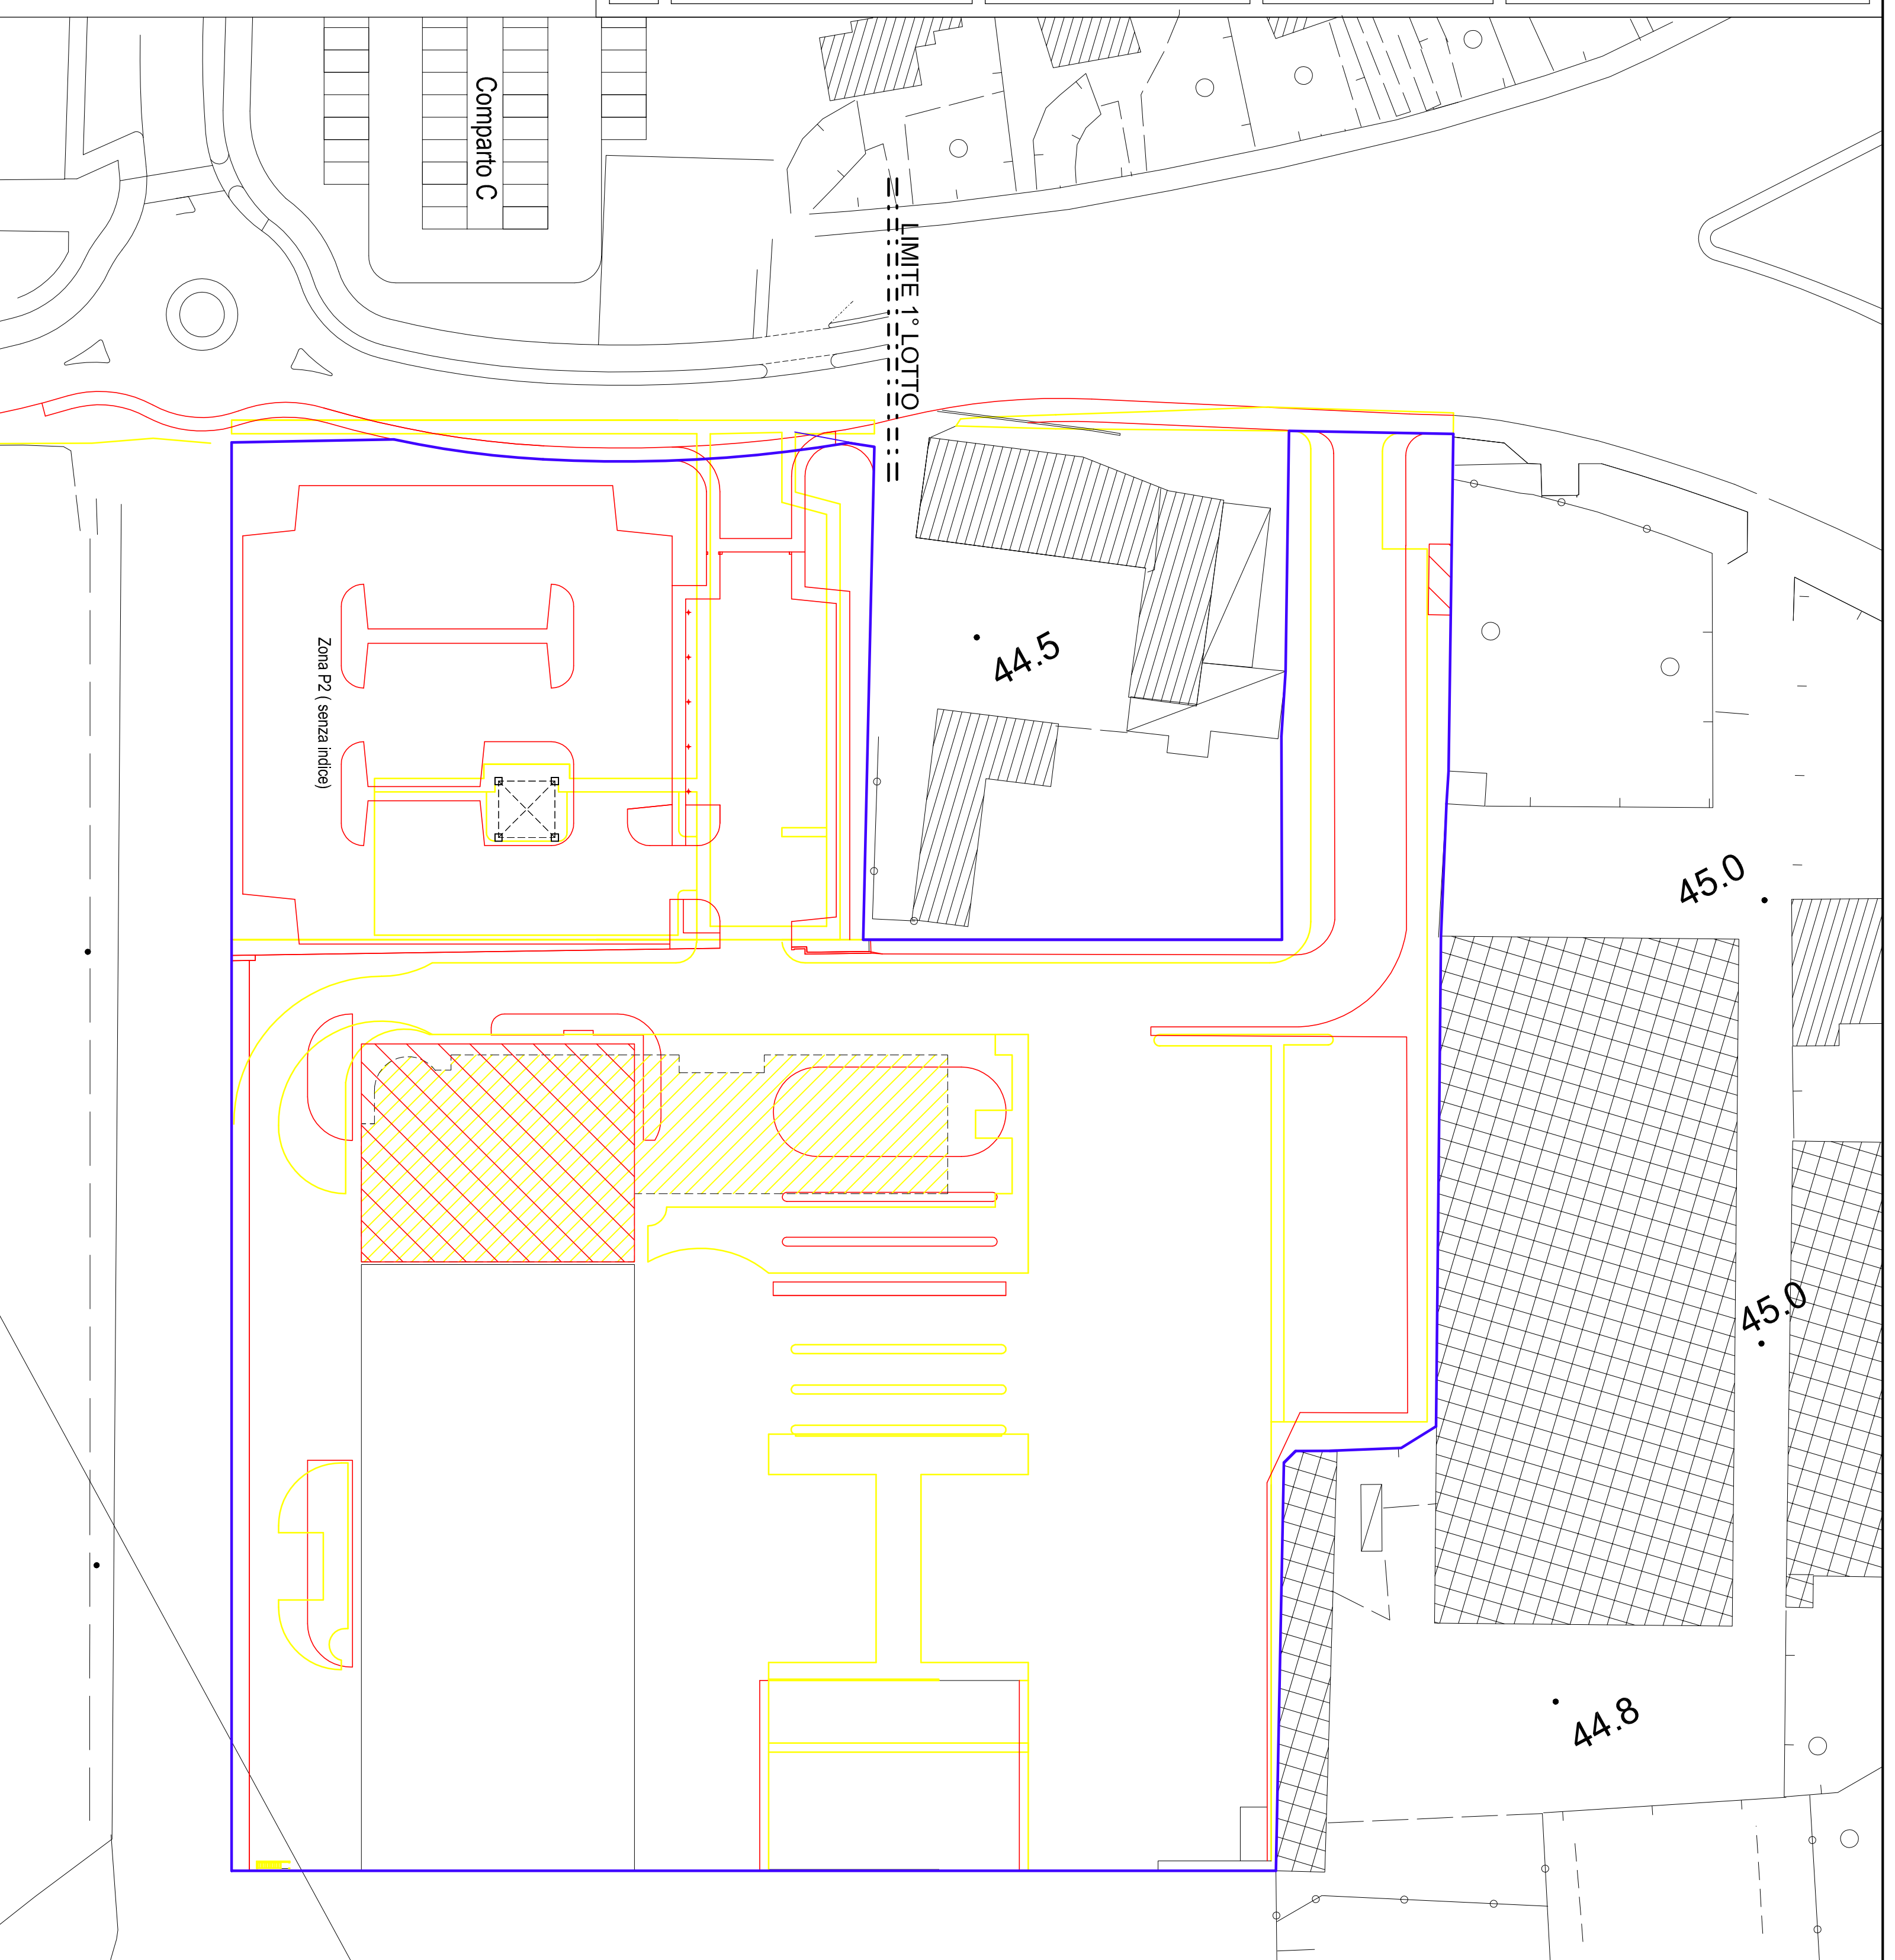 Comparto C
LIMITE 1° LOTTO
44.5
Zona P2 ( senza indice)
45.0
45.0
44.8